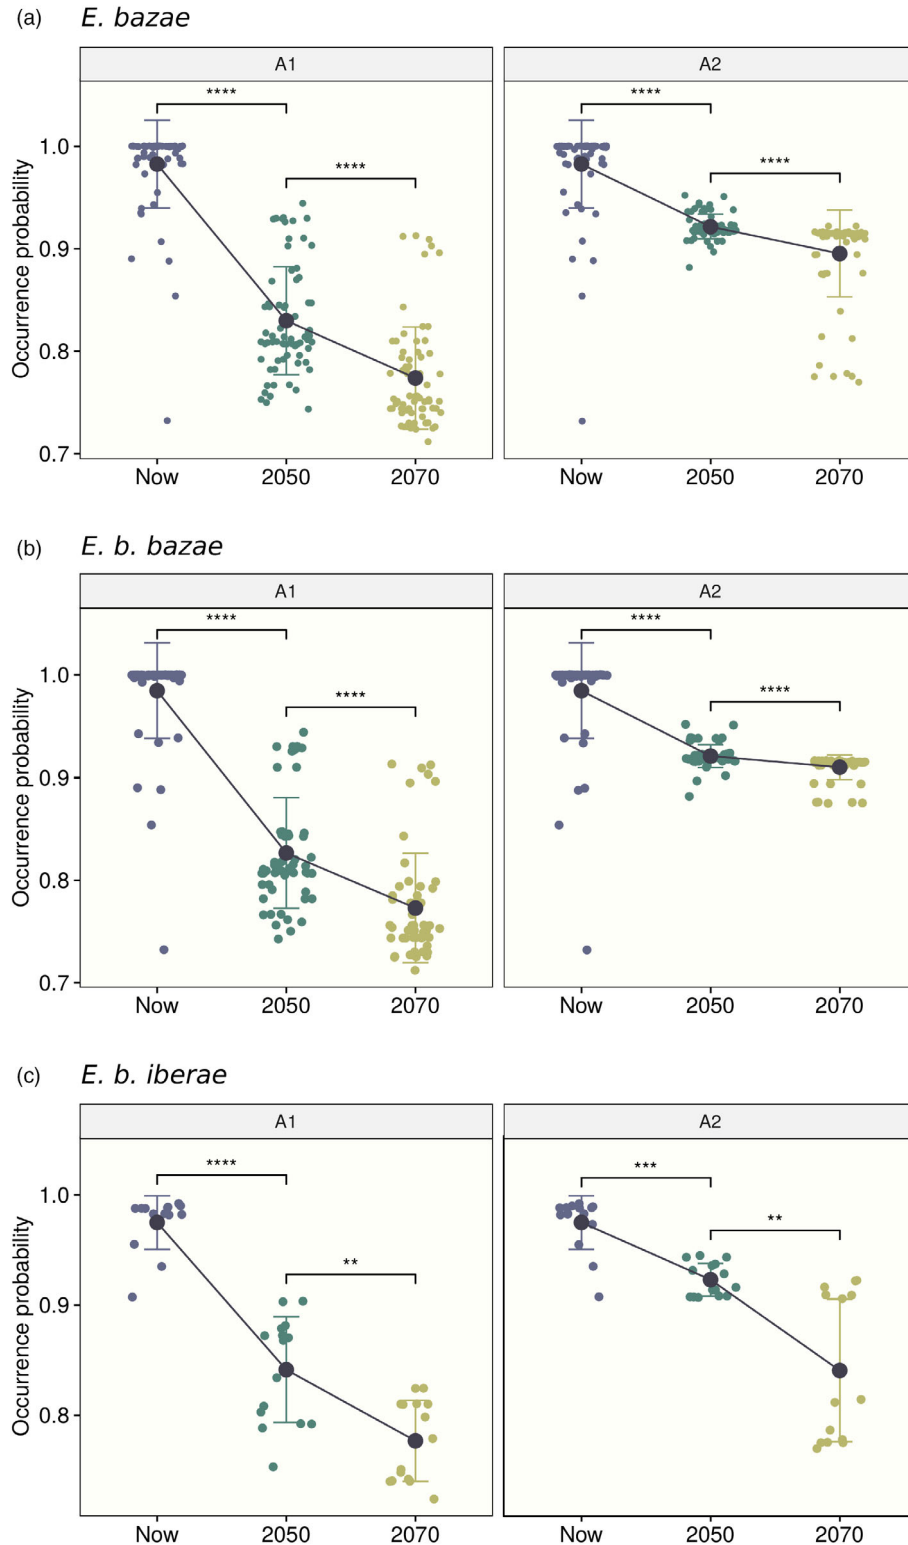 (a) E. bazae
A1 A2
**** ****
**** ****
1.0
0.9
0.8
0.7
Occurrence probability
Now 2050 2070 Now 2050 2070
(b) E. b. bazae
A1 A2
**** ****
**** ****
1.0
0.9
0.8
0.7
Occurrence probability
Now 2050 2070 Now 2050 2070
(c) E. b. iberae
A1 A2
**** ***
** **
1.0
0.9
0.8
Occurrence probability
Now 2050 2070 Now 2050 2070